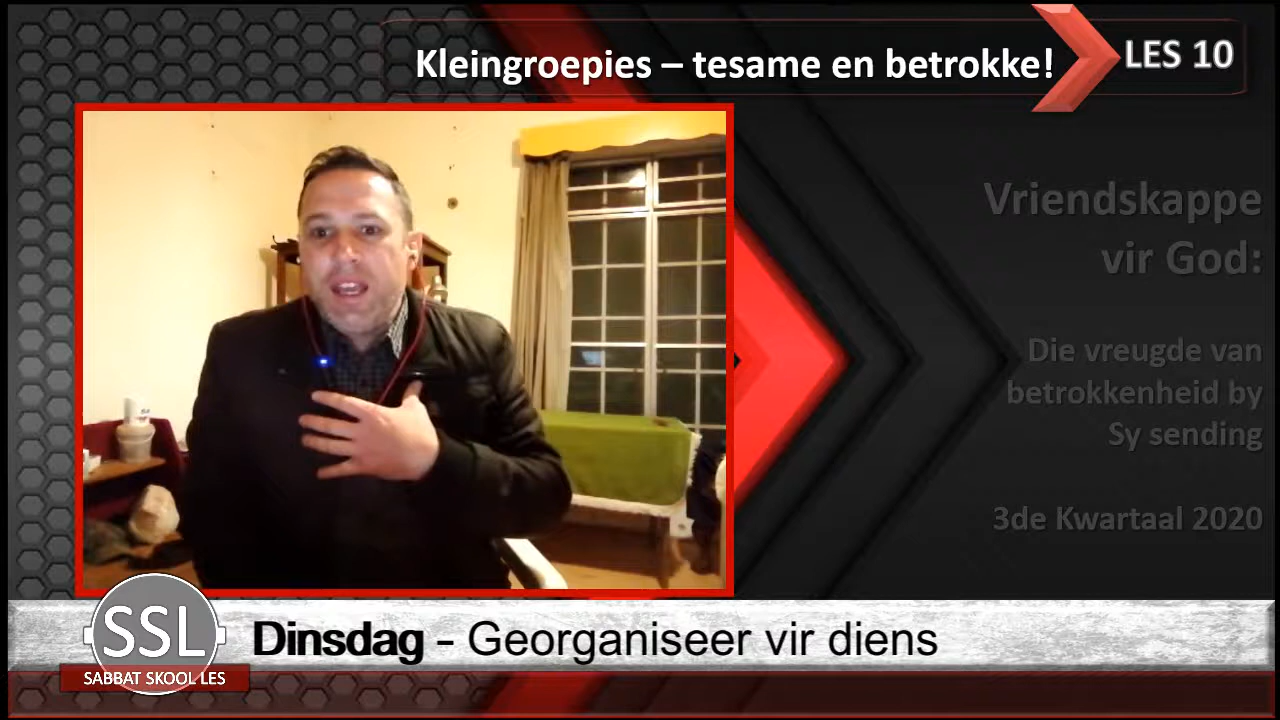 Kleingroepies – tesame en betrokke!
LES 10
Vriendskappe
vir God:
Die vreugde van
betrokkenheid by
Sy sending
3de Kwartaal 2020
SSL
SABBAT SKOOL LES
Dinsdag - Georganiseer vir diens